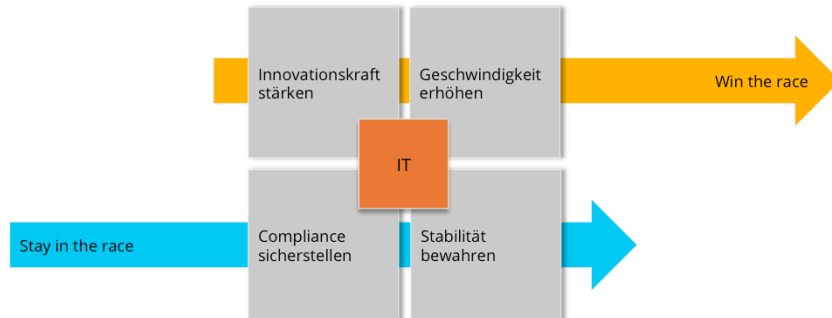 Innovationskraft
stärken
Geschwindigkeit
erhöhen
Win the race
IT
Stay in the race
Compliance
sicherstellen
Stabilität
bewahren